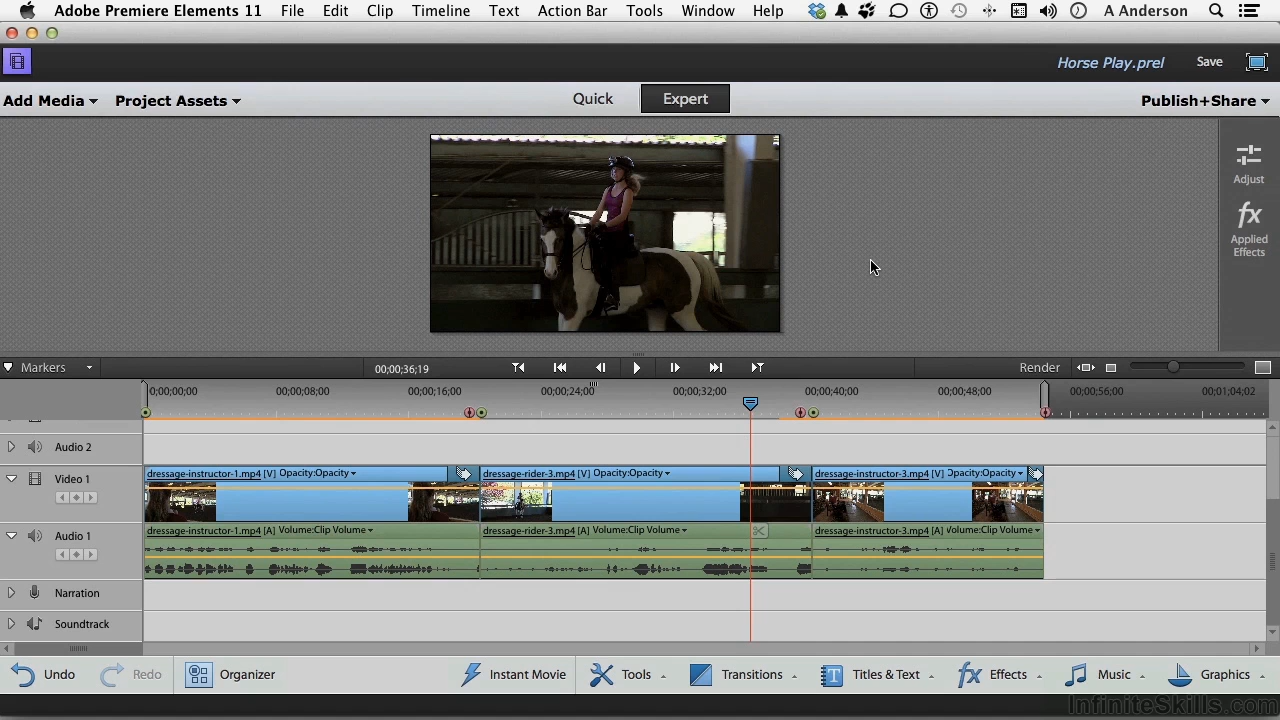 Adobe Premiere Elements 11 File Edit Clip Timeline Text Action Bar Tools Window Help A Anderson
Horse Play.prel Save
Add Media Project Assets Quick Expert Publish+Share
Adjust
fx
Applied
Effects
Markers 00;00;36;19 Render
0;00;00;00 00;00;08;00 00;00;16;00 00;00;24;00 00;00;32;00 00;00;40;00 00;00;48;00 00;00;56;00 00;01;04;02
Audio 2
Video 1
dressage-instructor-1.mp4 [V] Opacity:Opacity dressage-rider-3.mp4 [V] Opacity:Opacity dressage-instructor-3.mp4 [V] Opacity:Opacity
Audio 1
dressage-instructor-1.mp4 [A] Volume:Clip Volume dressage-rider-3.mp4 [A] Volume:Clip Volume dressage-instructor-3.mp4 [A] Volume:Clip Volume
Narration
Soundtrack
Undo Redo Organizer Instant Movie Tools Transitions T Titles & Text fx Effects Music Graphics
InfiniteSkills.com